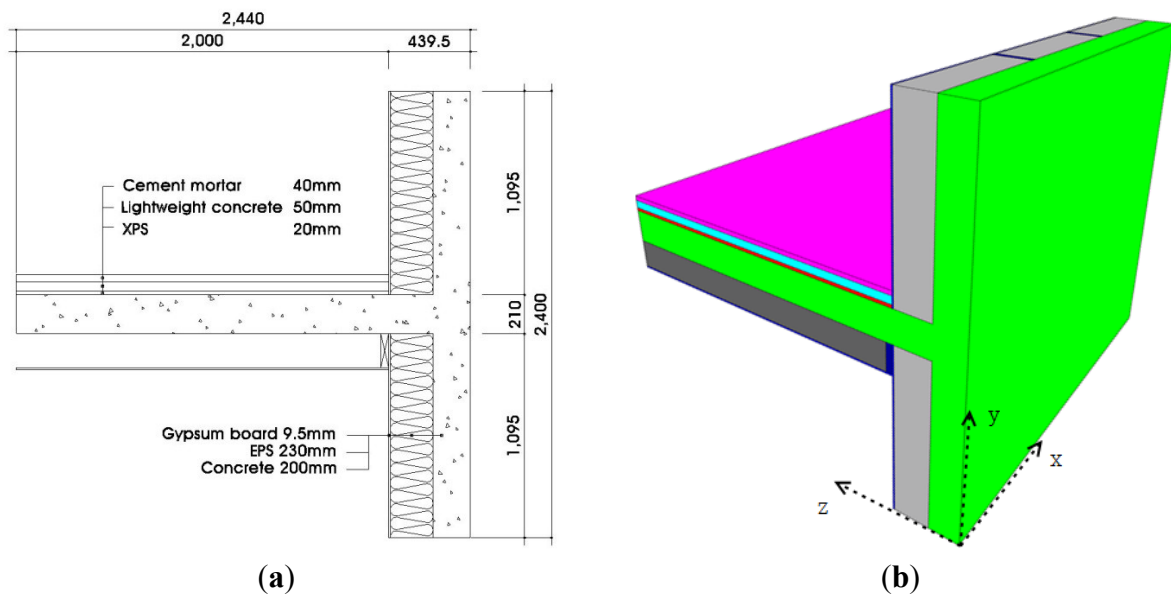 2,440
2,000 439.5
Cement mortar 40mm
Lightweight concrete 50mm
XPS 20mm
1,095
210
2,400
1,095
Gypsum board 9.5mm
EPS 230mm
Concrete 200mm
y
x
z
(a) (b)